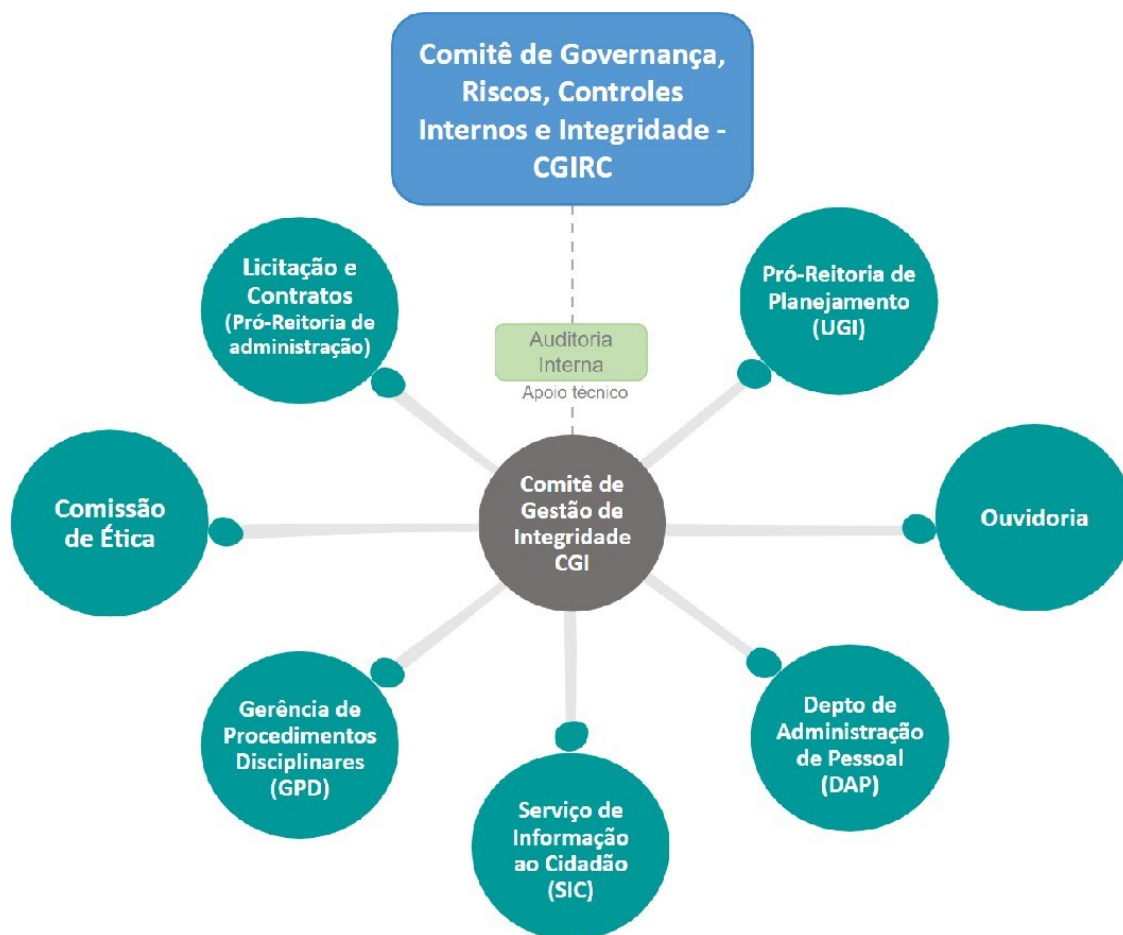 Comitê de Governança,
Riscos, Controles
Internos e Integridade -
CGIRC
Licitação e
Contratos
(Pró-Reitoria de
administração)
Pró-Reitoria de
Planejamento
(UGI)
Auditoria
Interna
Apoio técnico
Comissão
de Ética
Comitê de
Gestão de
Integridade
CGI
Ouvidoria
Gerência de
Procedimentos
Disciplinares
(GPD)
Serviço de
Informação
ao Cidadão
(SIC)
Depto de
Administração
de Pessoal
(DAP)